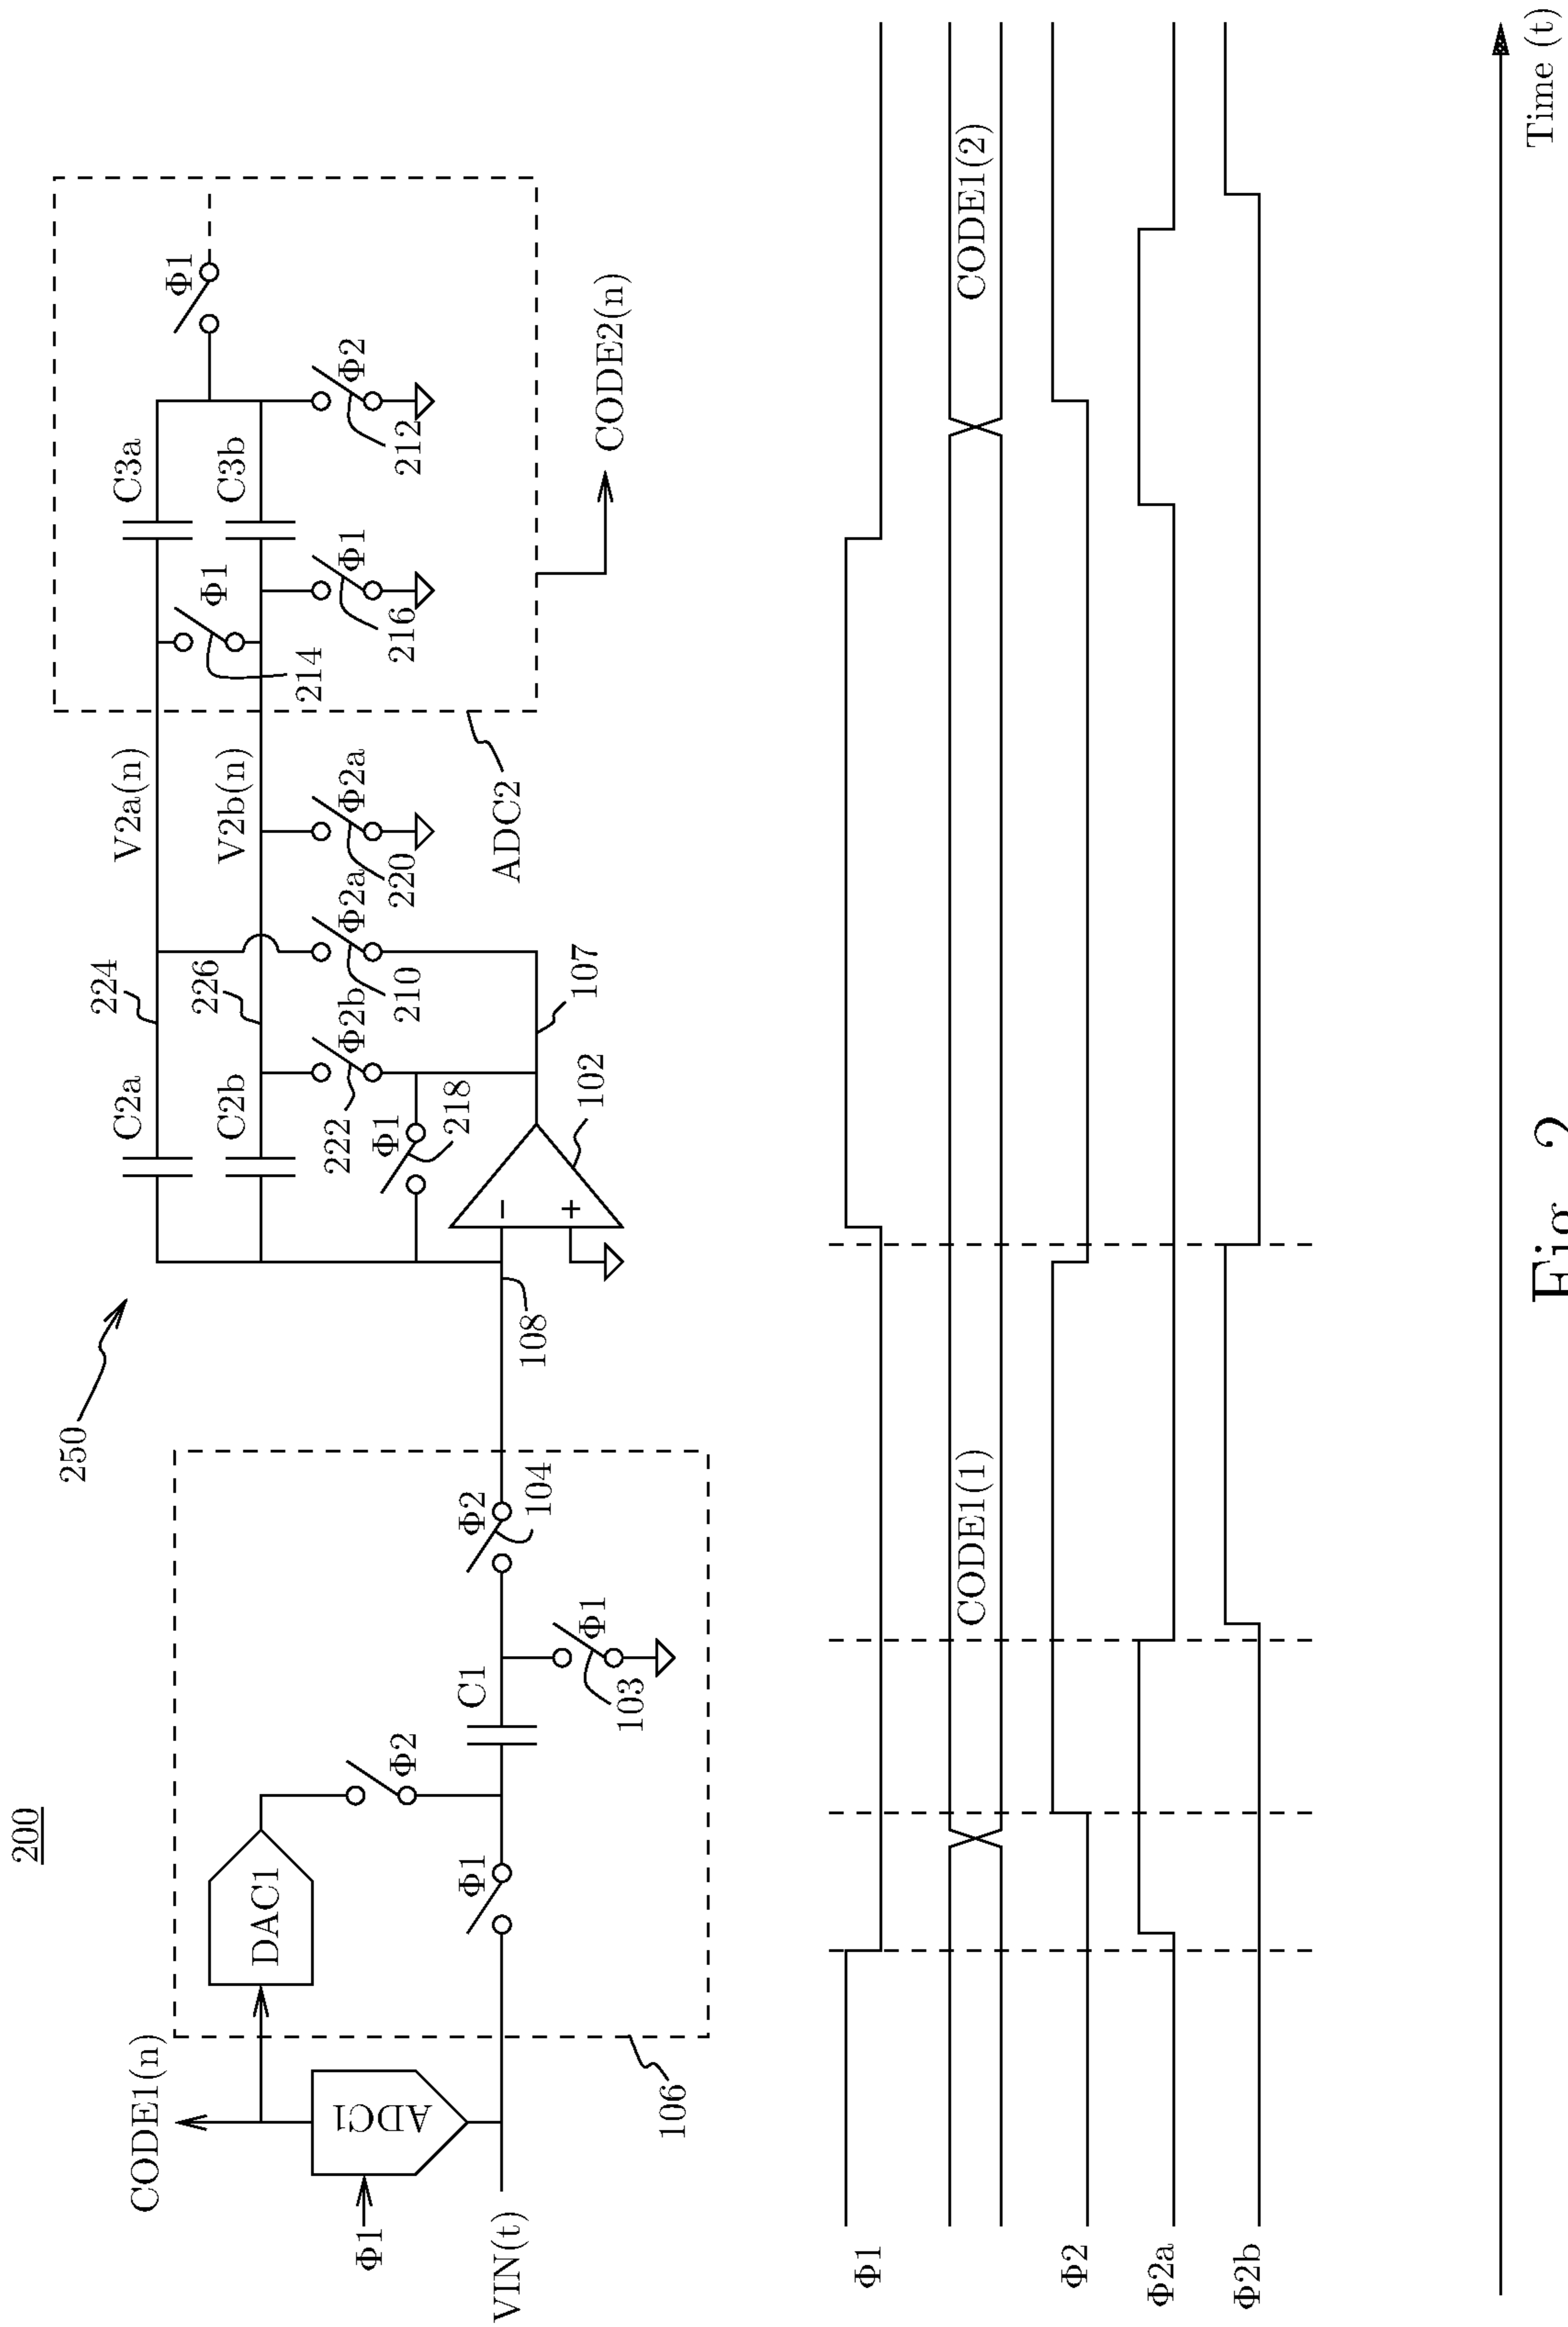 200
250
CODE1(n)
Φ1
ADC1
VIN(t)
DAC1
Φ1
Φ2
C1
Φ1
103
Φ2
104
106
108
C2a
C2b
224
226
V2a(n)
V2b(n)
Φ2b
222
Φ2a
210
Φ2a
220
Φ1
218
102
107
ADC2
Φ1
214
Φ1
216
C3a
C3b
Φ2
212
Φ1
CODE2(n)
Φ1
CODE1(1)
CODE1(2)
Φ2
Φ2a
Φ2b
Time (t)
Fig. 2